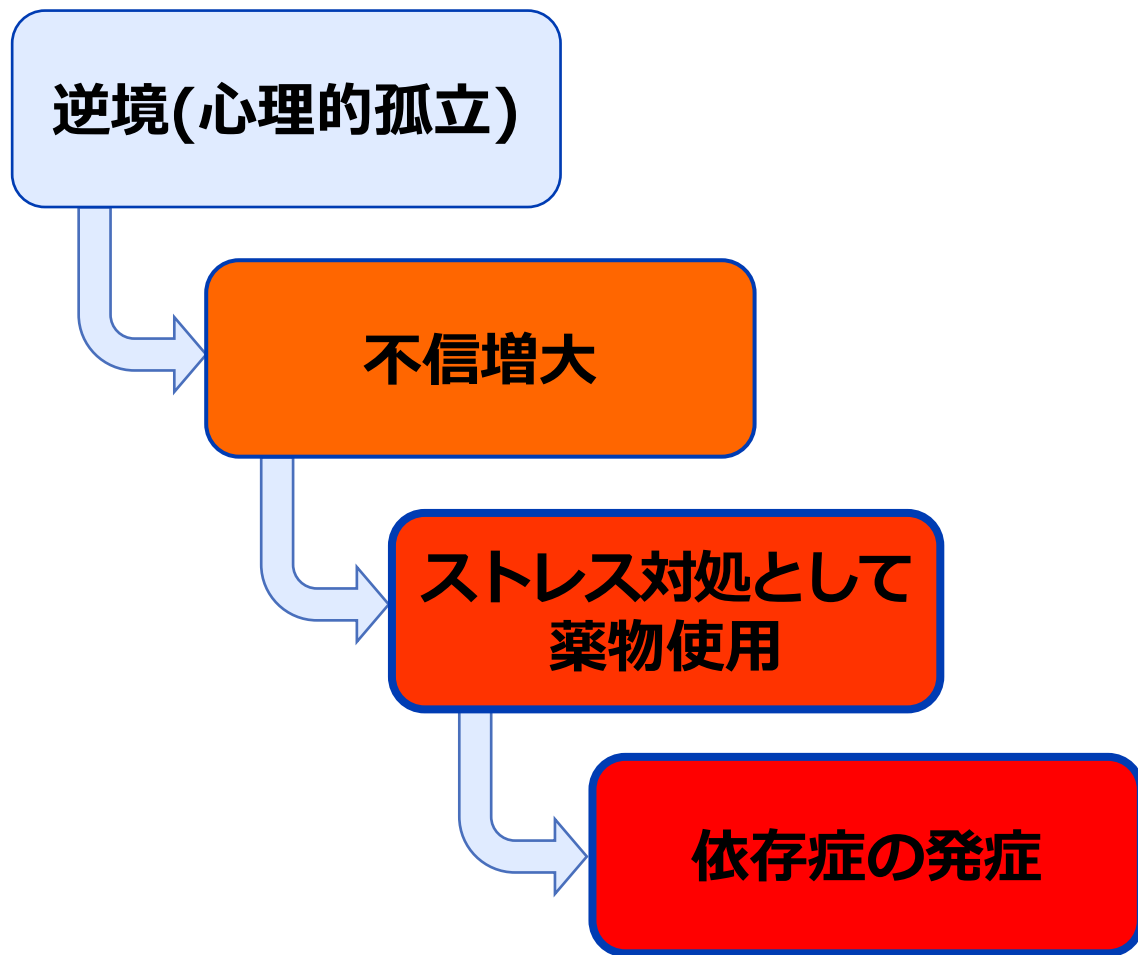 逆境(心理的孤立)
不信増大
ストレス対処として
薬物使用
依存症の発症